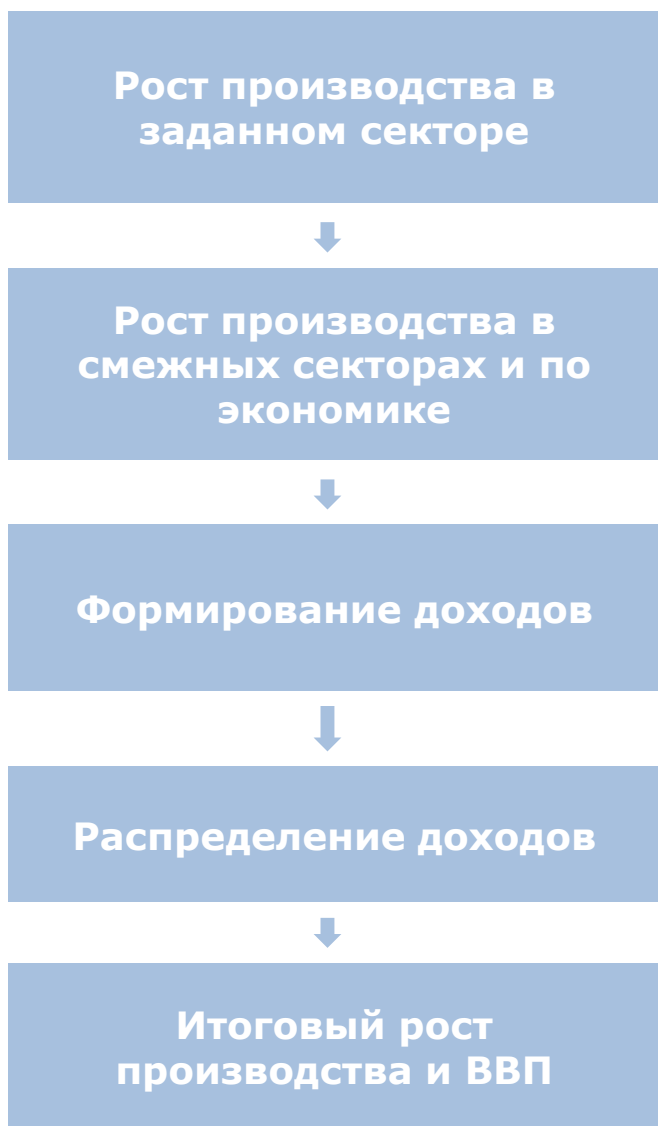 Рост производства в
заданном секторе
Рост производства в
смежных секторах и по
экономике
Формирование доходов
Распределение доходов
Итоговый рост
производства и ВВП